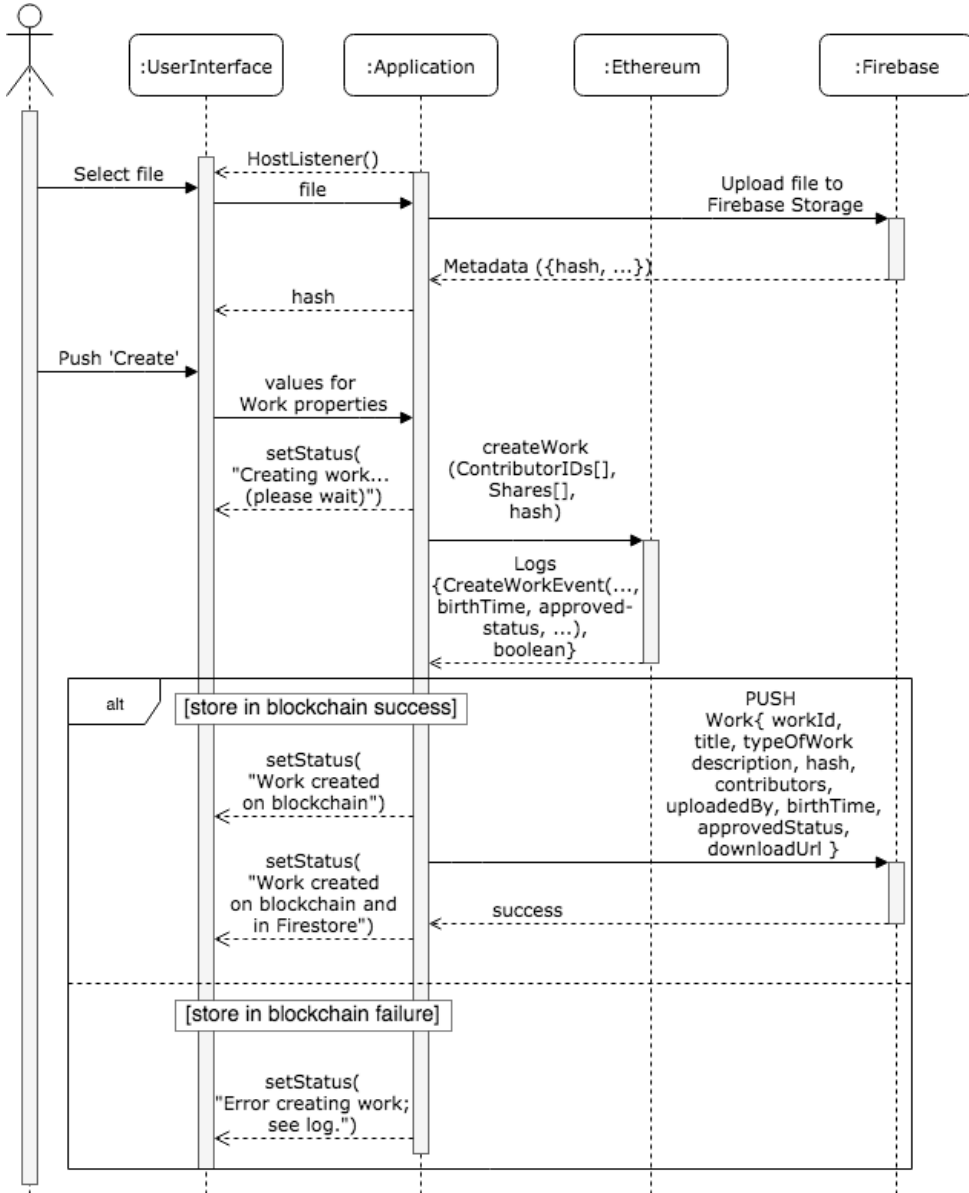 :UserInterface
:Application
:Ethereum
:Firebase
HostListener()
Select file
file
Upload file to
Firebase Storage
Metadata ({hash, ...})
hash
Push 'Create'
values for
Work properties
setStatus(
"Creating work...
(please wait)")
createWork
(ContributorIDs[],
Shares[],
hash)
Logs
{CreateWorkEvent(...,
birthTime, approved-
status, ...),
boolean}
alt
[store in blockchain success]
PUSH
Work{ workId,
title, typeOfWork
description, hash,
contributors,
uploadedBy, birthTime,
approvedStatus,
downloadUrl }
setStatus(
"Work created
on blockchain")
setStatus(
"Work created
on blockchain and
in Firestore")
success
[store in blockchain failure]
setStatus(
"Error creating work;
see log.")